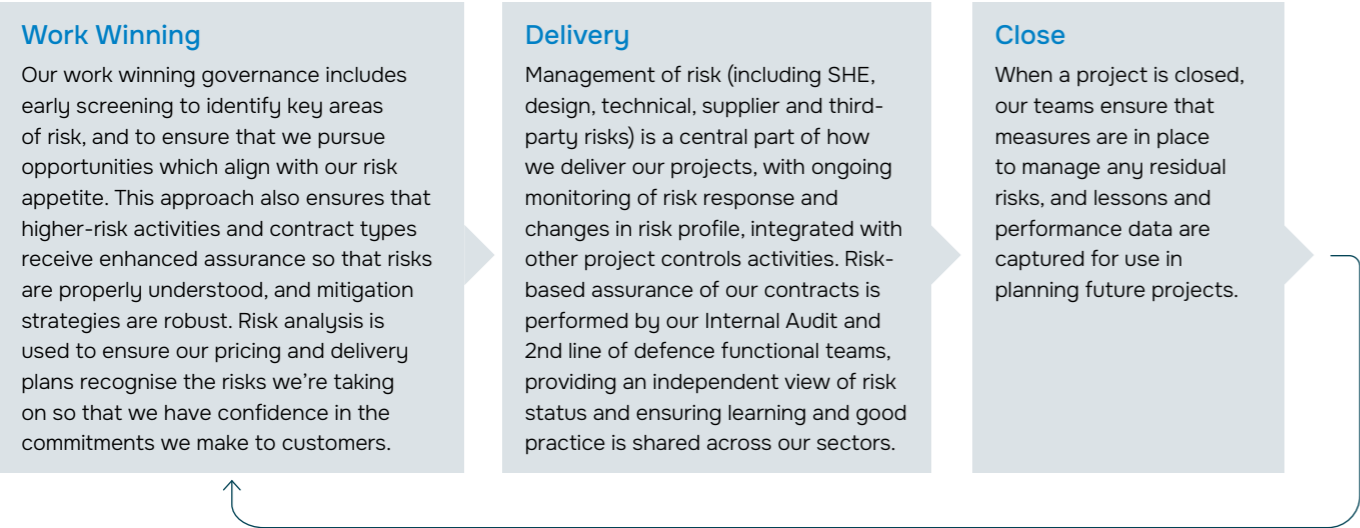 Work Winning
Our work winning governance includes
early screening to identify key areas
of risk, and to ensure that we pursue
opportunities which align with our risk
appetite. This approach also ensures that
higher-risk activities and contract types
receive enhanced assurance so that risks
are properly understood, and mitigation
strategies are robust. Risk analysis is
used to ensure our pricing and delivery
plans recognise the risks we’re taking
on so that we have confidence in the
commitments we make to customers.
Delivery
Management of risk (including SHE,
design, technical, supplier and third-
party risks) is a central part of how
we deliver our projects, with ongoing
monitoring of risk response and
changes in risk profile, integrated with
other project controls activities. Risk-
based assurance of our contracts is
performed by our Internal Audit and
2nd line of defence functional teams,
providing an independent view of risk
status and ensuring learning and good
practice is shared across our sectors.
Close
When a project is closed,
our teams ensure that
measures are in place
to manage any residual
risks, and lessons and
performance data are
captured for use in
planning future projects.